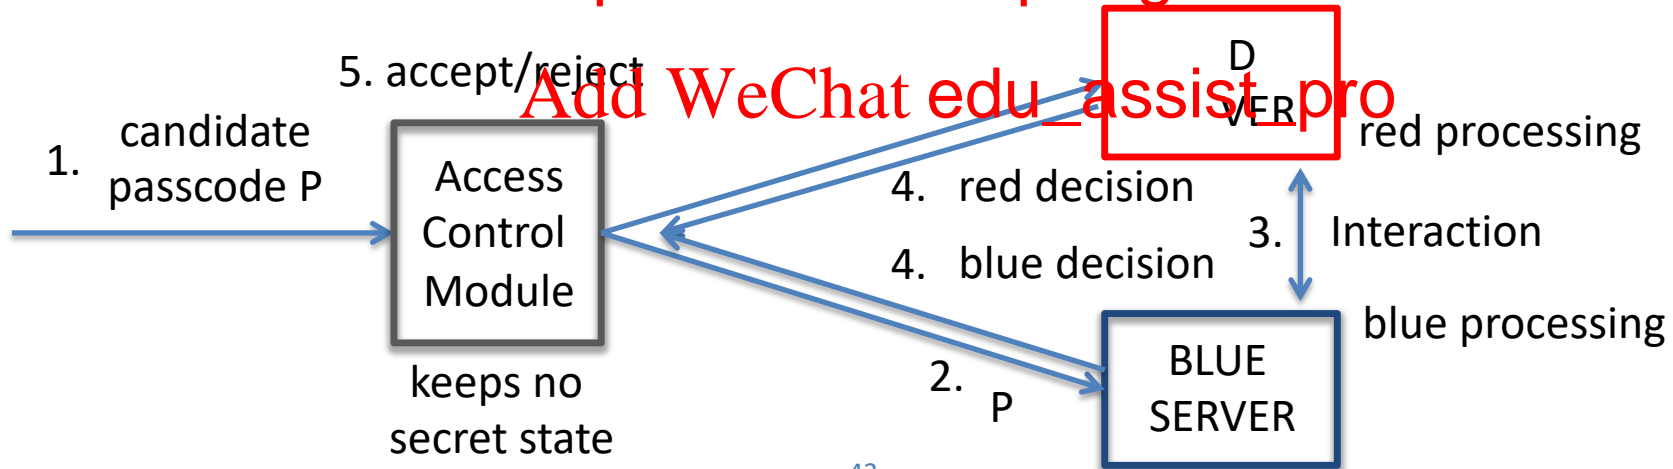 5. accept/reject
Add WeChat edu_assist_pro
D
VER
candidate
1.
passcode P
red processing
Access
Control
Module
4. red decision
3. Interaction
4. blue decision
blue processing
keeps no
secret state
2.
P
BLUE
SERVER